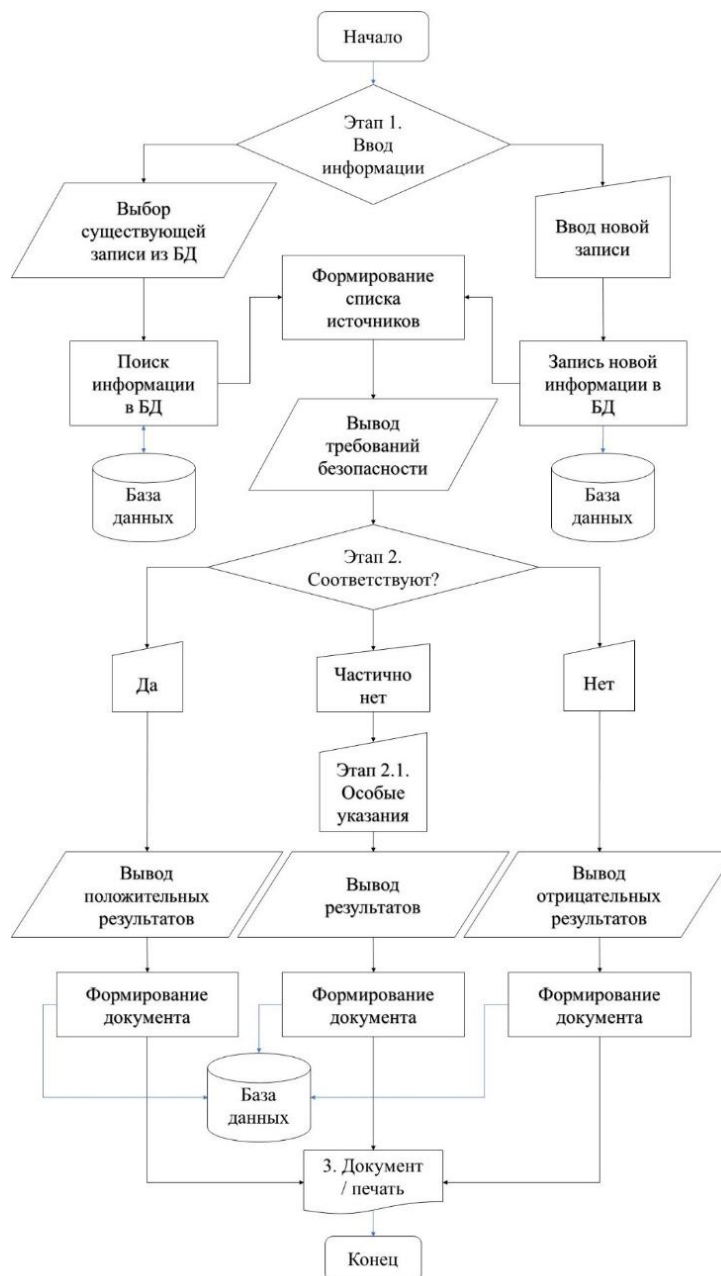 Начало
Этап 1.
Ввод
информации
Выбор
существующей
записи из БД
Ввод новой
записи
Формирование
списка
источников
Поиск
информации
в БД
Запись новой
информации в
БД
Вывод
требований
безопасности
База
данных
База
данных
Этап 2.
Соответствуют?
Да
Частично
нет
Нет
Этап 2.1.
Особые
указания
Вывод
положительных
результатов
Вывод
результатов
Вывод
отрицательных
результатов
Формирование
документа
Формирование
документа
Формирование
документа
База
данных
3. Документ
/ печать
Конец